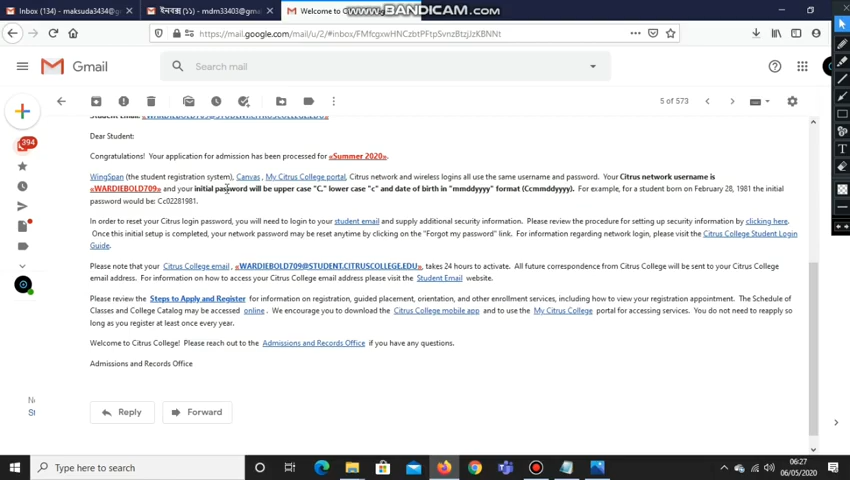 Inbox (134) - maksuda3434@gma
ইনবক্স (১১) - mdm33403@gmai
Welcome to C
WWW.BANDICAM.COM
https://mail.google.com/mail/u/2/#inbox/FMfcgxwHNCzbtPFtpSvnzBtzjJzKBNNt
Gmail
Search mail
5 of 573
394
Student Email: «WARDIEBOLD709@STUDENT.CITRUSCOLLEGE.EDU»
Dear Student:
Congratulations! Your application for admission has been processed for «Summer 2020».
WingSpan (the student registration system), Canvas , My Citrus College portal, Citrus network and wireless logins all use the same username and password. Your Citrus network username is
«WARDIEBOLD709» and your initial password will be upper case "C," lower case "c" and date of birth in "mmddyyyy" format (Ccmmddyyyy). For example, for a student born on February 28, 1981 the initial
password would be: Cc02281981.
In order to reset your Citrus login password, you will need to login to your student email and supply additional security information. Please review the procedure for setting up security information by clicking here.
Once this initial setup is completed, your network password may be reset anytime by clicking on the "Forgot my password" link. For information regarding network login, please visit the Citrus College Student Login
Guide.
Please note that your Citrus College email , «WARDIEBOLD709@STUDENT.CITRUSCOLLEGE.EDU», takes 24 hours to activate. All future correspondence from Citrus College will be sent to your Citrus College
email address. For information on how to access your Citrus College email address please visit the Student Email website.
Please review the Steps to Apply and Register for information on registration, guided placement, orientation, and other enrollment services, including how to view your registration appointment. The Schedule of
Classes and College Catalog may be accessed online . We encourage you to download the Citrus College mobile app and to use the My Citrus College portal for accessing services. You do not need to reapply so
long as you register at least once every year.
Welcome to Citrus College! Please reach out to the Admissions and Records Office if you have any questions.
Admissions and Records Office
No
St
Reply
Forward
Type here to search
06:27
06/05/2020